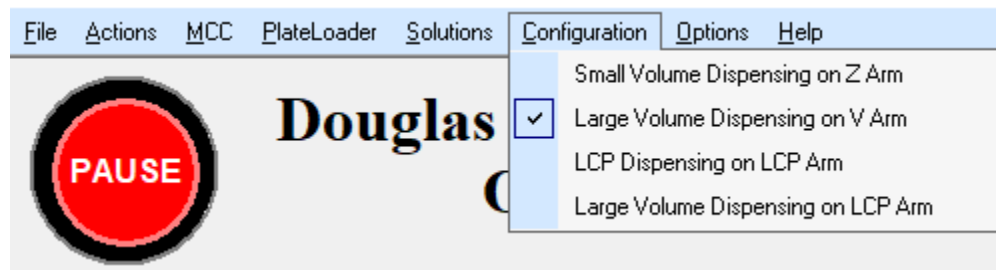 File Actions MCC PlateLoader Solutions Configuration Options Help
Small Volume Dispensing on Z Arm
Large Volume Dispensing on V Arm
LCP Dispensing on LCP Arm
Large Volume Dispensing on LCP Arm
PAUSE
Douglas